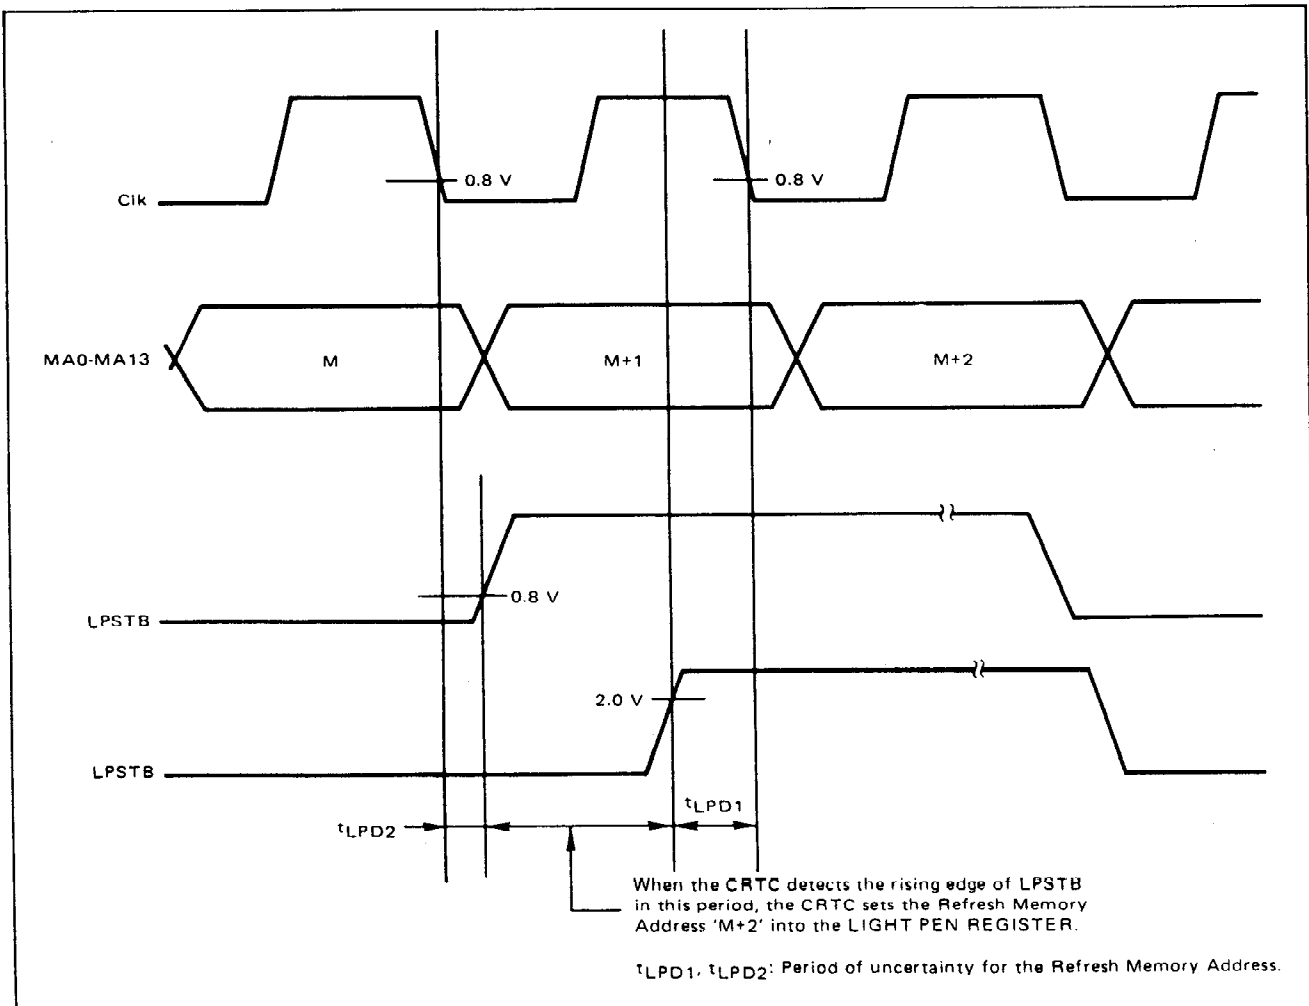 Clk
0.8 V
0.8 V
MA0-MA13
M
M+1
M+2
LPSTB
0.8 V
LPSTB
2.0 V
tLPD2
tLPD1
When the CRTC detects the rising edge of LPSTB
in this period, the CRTC sets the Refresh Memory
Address 'M+2' into the LIGHT PEN REGISTER.
tLPD1, tLPD2: Period of uncertainty for the Refresh Memory Address.